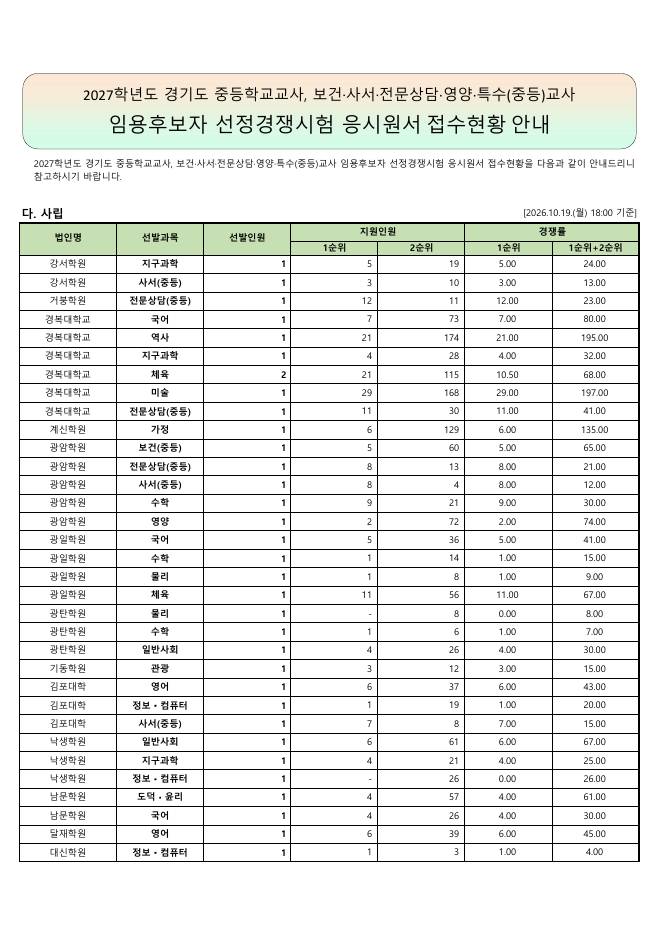 2027학년도 경기도 중등학교교사, 보건·사서·전문상담·영양·특수(중등)교사
임용후보자 선정경쟁시험 응시원서 접수현황 안내
2027학년도 경기도 중등학교교사, 보건·사서·전문상담·영양·특수(중등)교사 임용후보자 선정경쟁시험 응시원서 접수현황을 다음과 같이 안내드리니
참고하시기 바랍니다.
다. 사립 [2026.10.19.(월) 18:00 기준]
법인명 선발과목 선발인원 지원인원 경쟁률
1순위 2순위 1순위 1순위+2순위
강서학원 지구과학 1 5 19 5.00 24.00
강서학원 사서(중등) 1 3 10 3.00 13.00
거붕학원 전문상담(중등) 1 12 11 12.00 23.00
경복대학교 국어 1 7 73 7.00 80.00
경복대학교 역사 1 21 174 21.00 195.00
경복대학교 지구과학 1 4 28 4.00 32.00
경복대학교 체육 2 21 115 10.50 68.00
경복대학교 미술 1 29 168 29.00 197.00
경복대학교 전문상담(중등) 1 11 30 11.00 41.00
계신학원 가정 1 6 129 6.00 135.00
광암학원 보건(중등) 1 5 60 5.00 65.00
광암학원 전문상담(중등) 1 8 13 8.00 21.00
광암학원 사서(중등) 1 8 4 8.00 12.00
광암학원 수학 1 9 21 9.00 30.00
광암학원 영양 1 2 72 2.00 74.00
광일학원 국어 1 5 36 5.00 41.00
광일학원 수학 1 1 14 1.00 15.00
광일학원 물리 1 1 8 1.00 9.00
광일학원 체육 1 11 56 11.00 67.00
광탄학원 물리 1 - 8 0.00 8.00
광탄학원 수학 1 1 6 1.00 7.00
광탄학원 일반사회 1 4 26 4.00 30.00
기동학원 관광 1 3 12 3.00 15.00
김포대학 영어 1 6 37 6.00 43.00
김포대학 정보·컴퓨터 1 1 19 1.00 20.00
김포대학 사서(중등) 1 7 8 7.00 15.00
낙생학원 일반사회 1 6 61 6.00 67.00
낙생학원 지구과학 1 4 21 4.00 25.00
낙생학원 정보·컴퓨터 1 - 26 0.00 26.00
남문학원 도덕·윤리 1 4 57 4.00 61.00
남문학원 국어 1 4 26 4.00 30.00
달재학원 영어 1 6 39 6.00 45.00
대신학원 정보·컴퓨터 1 1 3 1.00 4.00